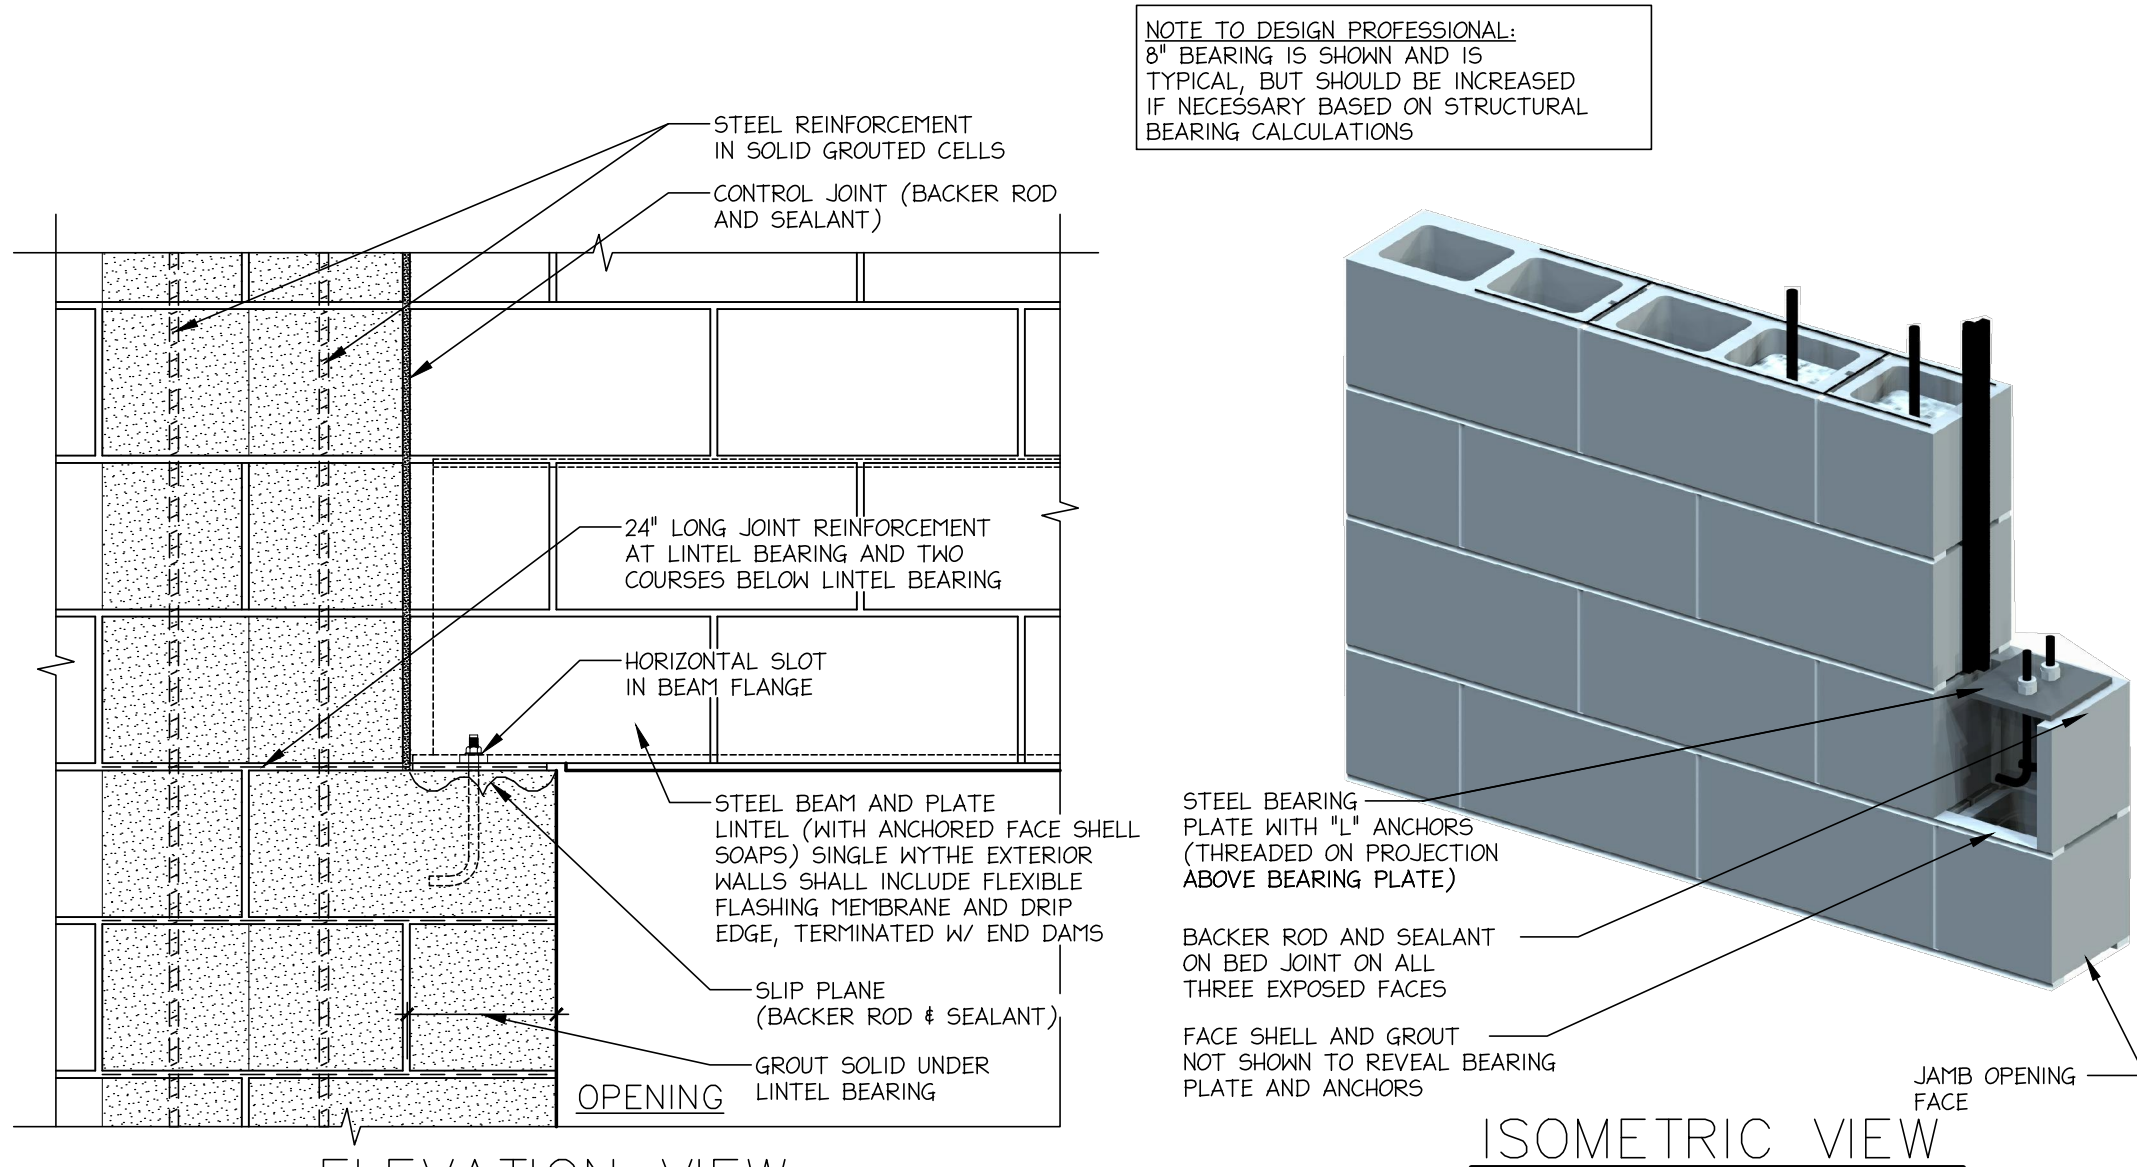 NOTE TO DESIGN PROFESSIONAL:
8" BEARING IS SHOWN AND IS
TYPICAL, BUT SHOULD BE INCREASED
IF NECESSARY BASED ON STRUCTURAL
BEARING CALCULATIONS
STEEL REINFORCEMENT
IN SOLID GROUTED CELLS
CONTROL JOINT (BACKER ROD
AND SEALANT)
24" LONG JOINT REINFORCEMENT
AT LINTEL BEARING AND TWO
COURSES BELOW LINTEL BEARING
HORIZONTAL SLOT
IN BEAM FLANGE
STEEL BEAM AND PLATE
LINTEL (WITH ANCHORED FACE SHELL
SOAPS) SINGLE WYTHE EXTERIOR
WALLS SHALL INCLUDE FLEXIBLE
FLASHING MEMBRANE AND DRIP
EDGE, TERMINATED W/ END DAMS
SLIP PLANE
(BACKER ROD & SEALANT)
GROUT SOLID UNDER
LINTEL BEARING
OPENING
ELEVATION VIEW
STEEL BEARING
PLATE WITH "L" ANCHORS
(THREADED ON PROJECTION
ABOVE BEARING PLATE)
BACKER ROD AND SEALANT
ON BED JOINT ON ALL
THREE EXPOSED FACES
FACE SHELL AND GROUT
NOT SHOWN TO REVEAL BEARING
PLATE AND ANCHORS
JAMB OPENING
FACE
ISOMETRIC VIEW